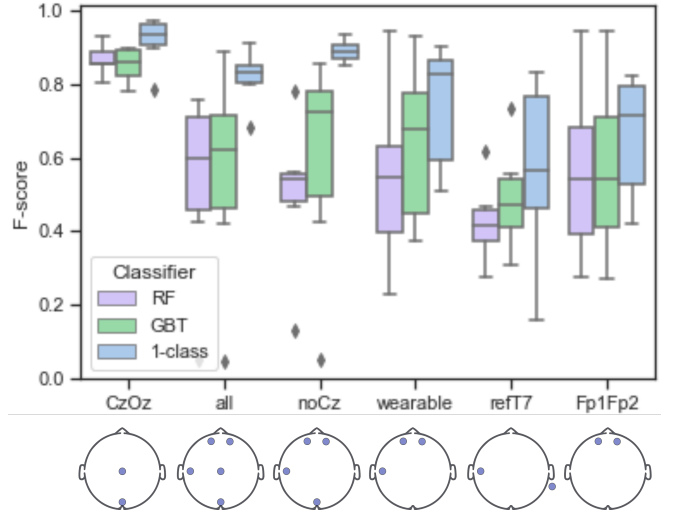 1.0
0.8
0.6
0.4
0.2
0.0
F-score
Classifier
RF
GBT
1-class
CzOz all noCz wearable refT7 Fp1Fp2